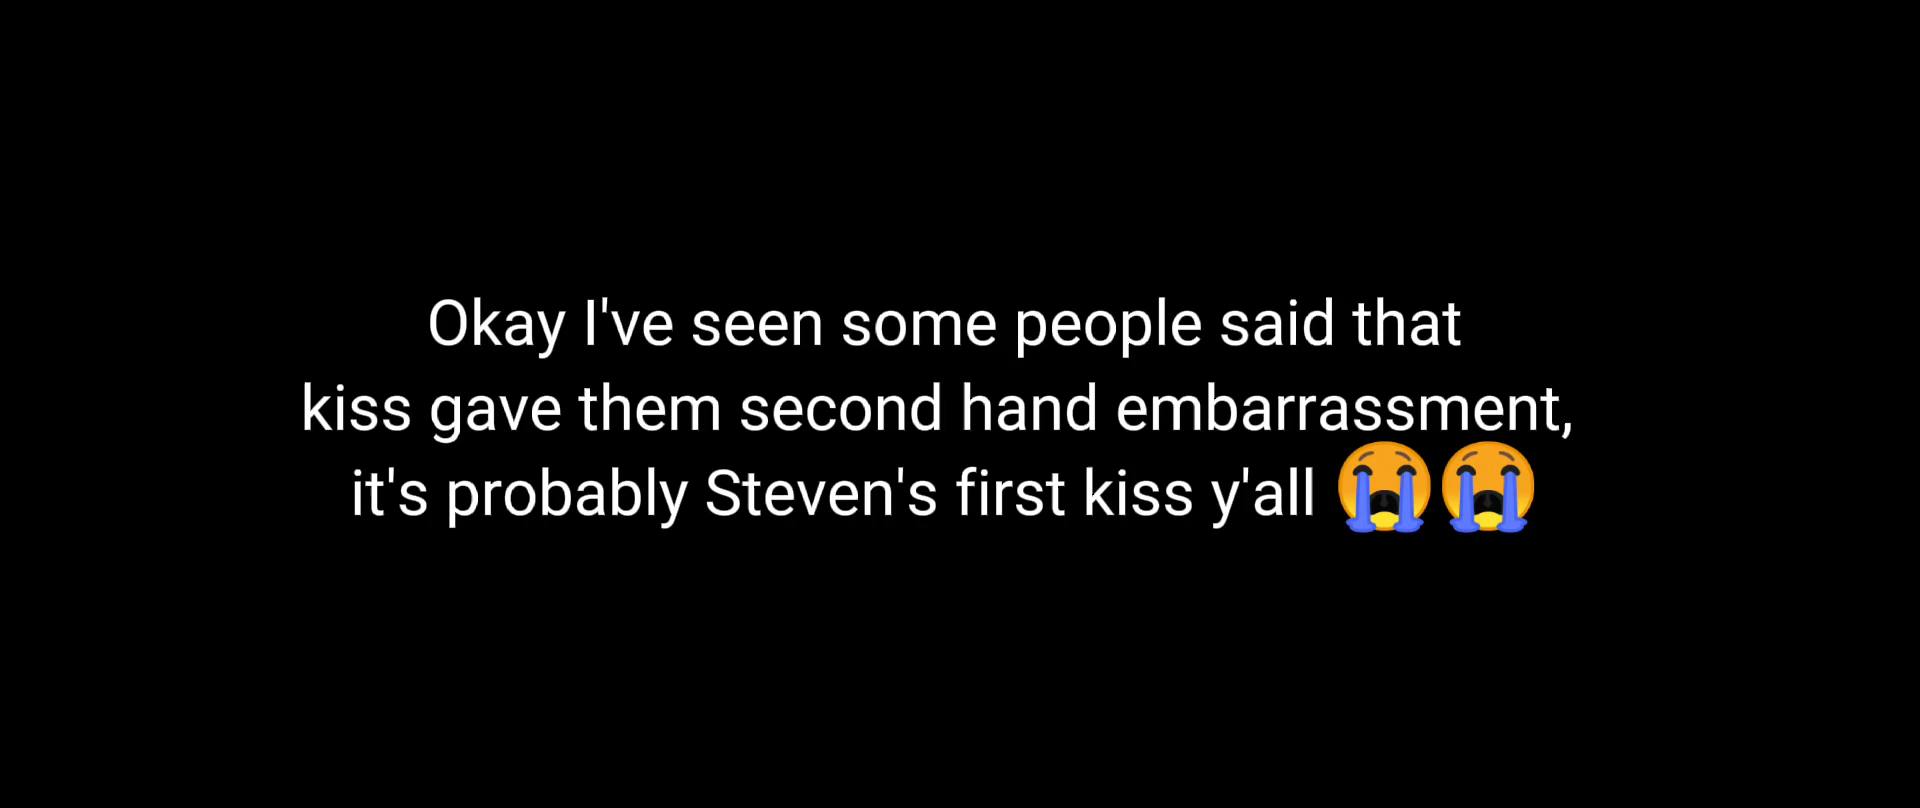 Okay I've seen some people said that
kiss gave them second hand embarrassment,
it's probably Steven's first kiss y'all 😭😭